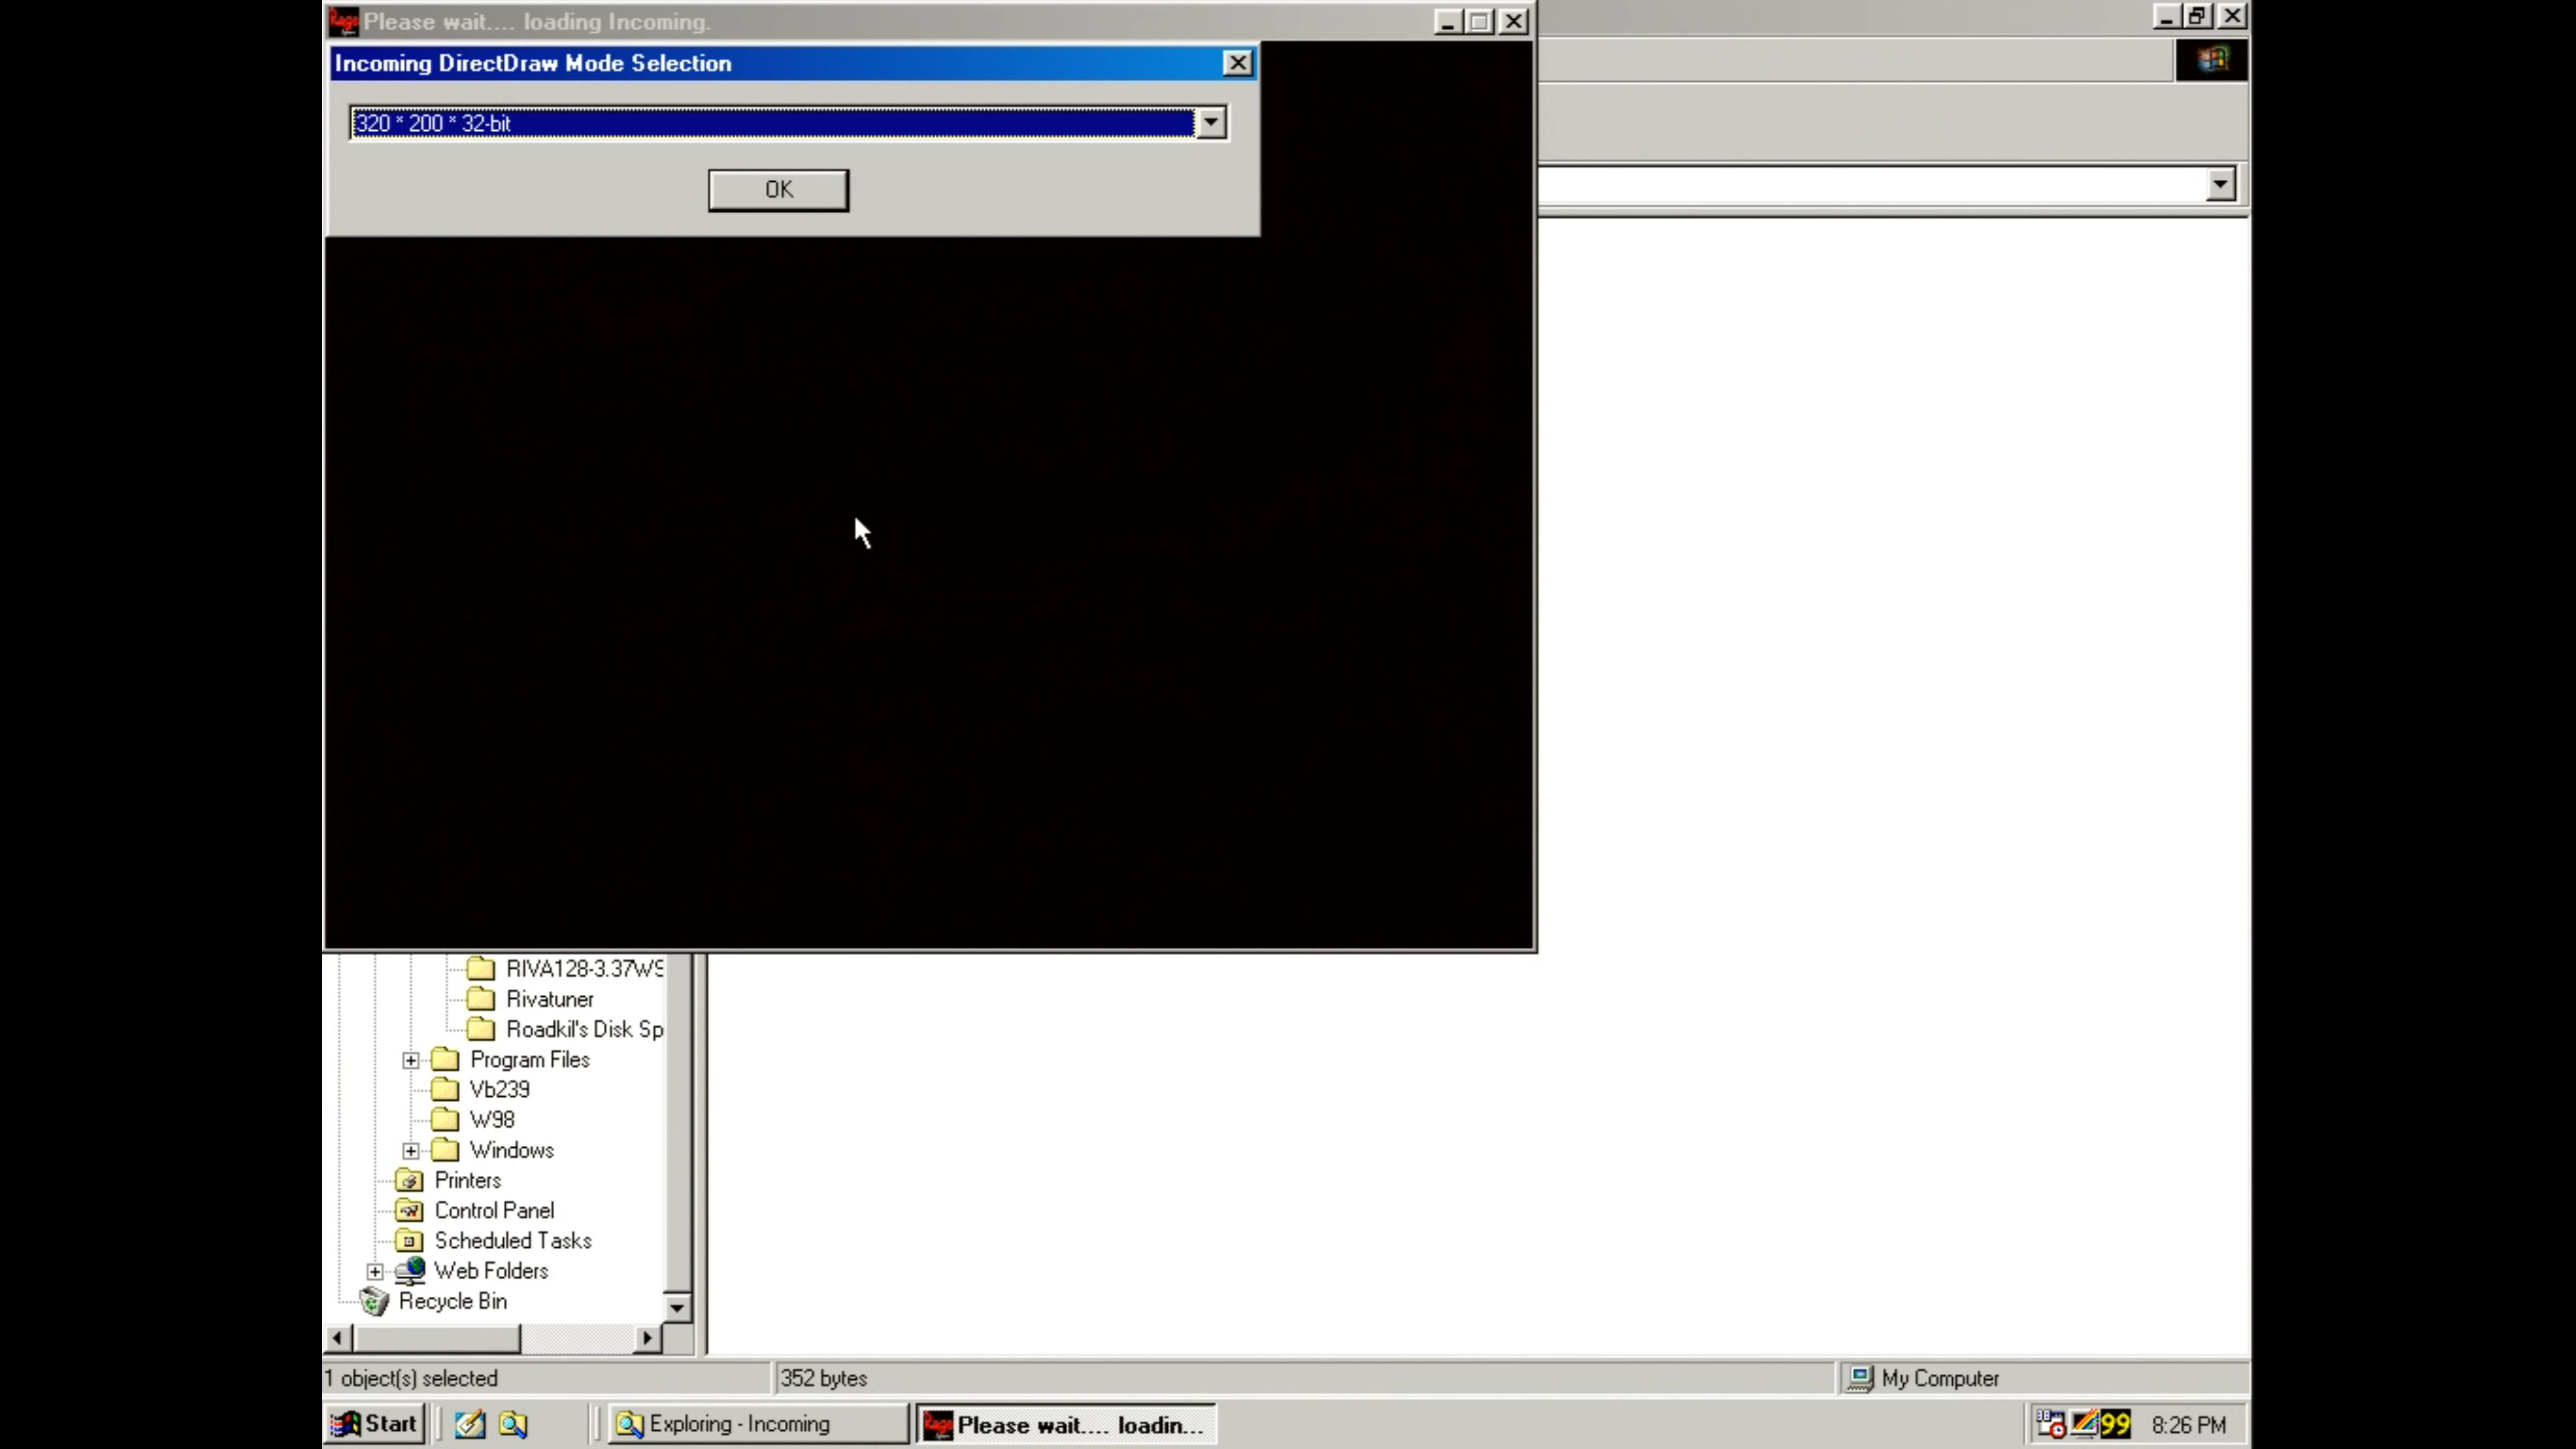 Please wait.... loading Incoming.
Incoming DirectDraw Mode Selection
320 * 200 * 32-bit
OK
RIVA128-3.37WS
Rivatuner
Roadkil's Disk Sp
Program Files
Vb239
W98
Windows
Printers
Control Panel
Scheduled Tasks
Web Folders
Recycle Bin
1 object(s) selected
352 bytes
My Computer
Start
Exploring - Incoming
Rage
Please wait.... loadin...
99
8:26 PM